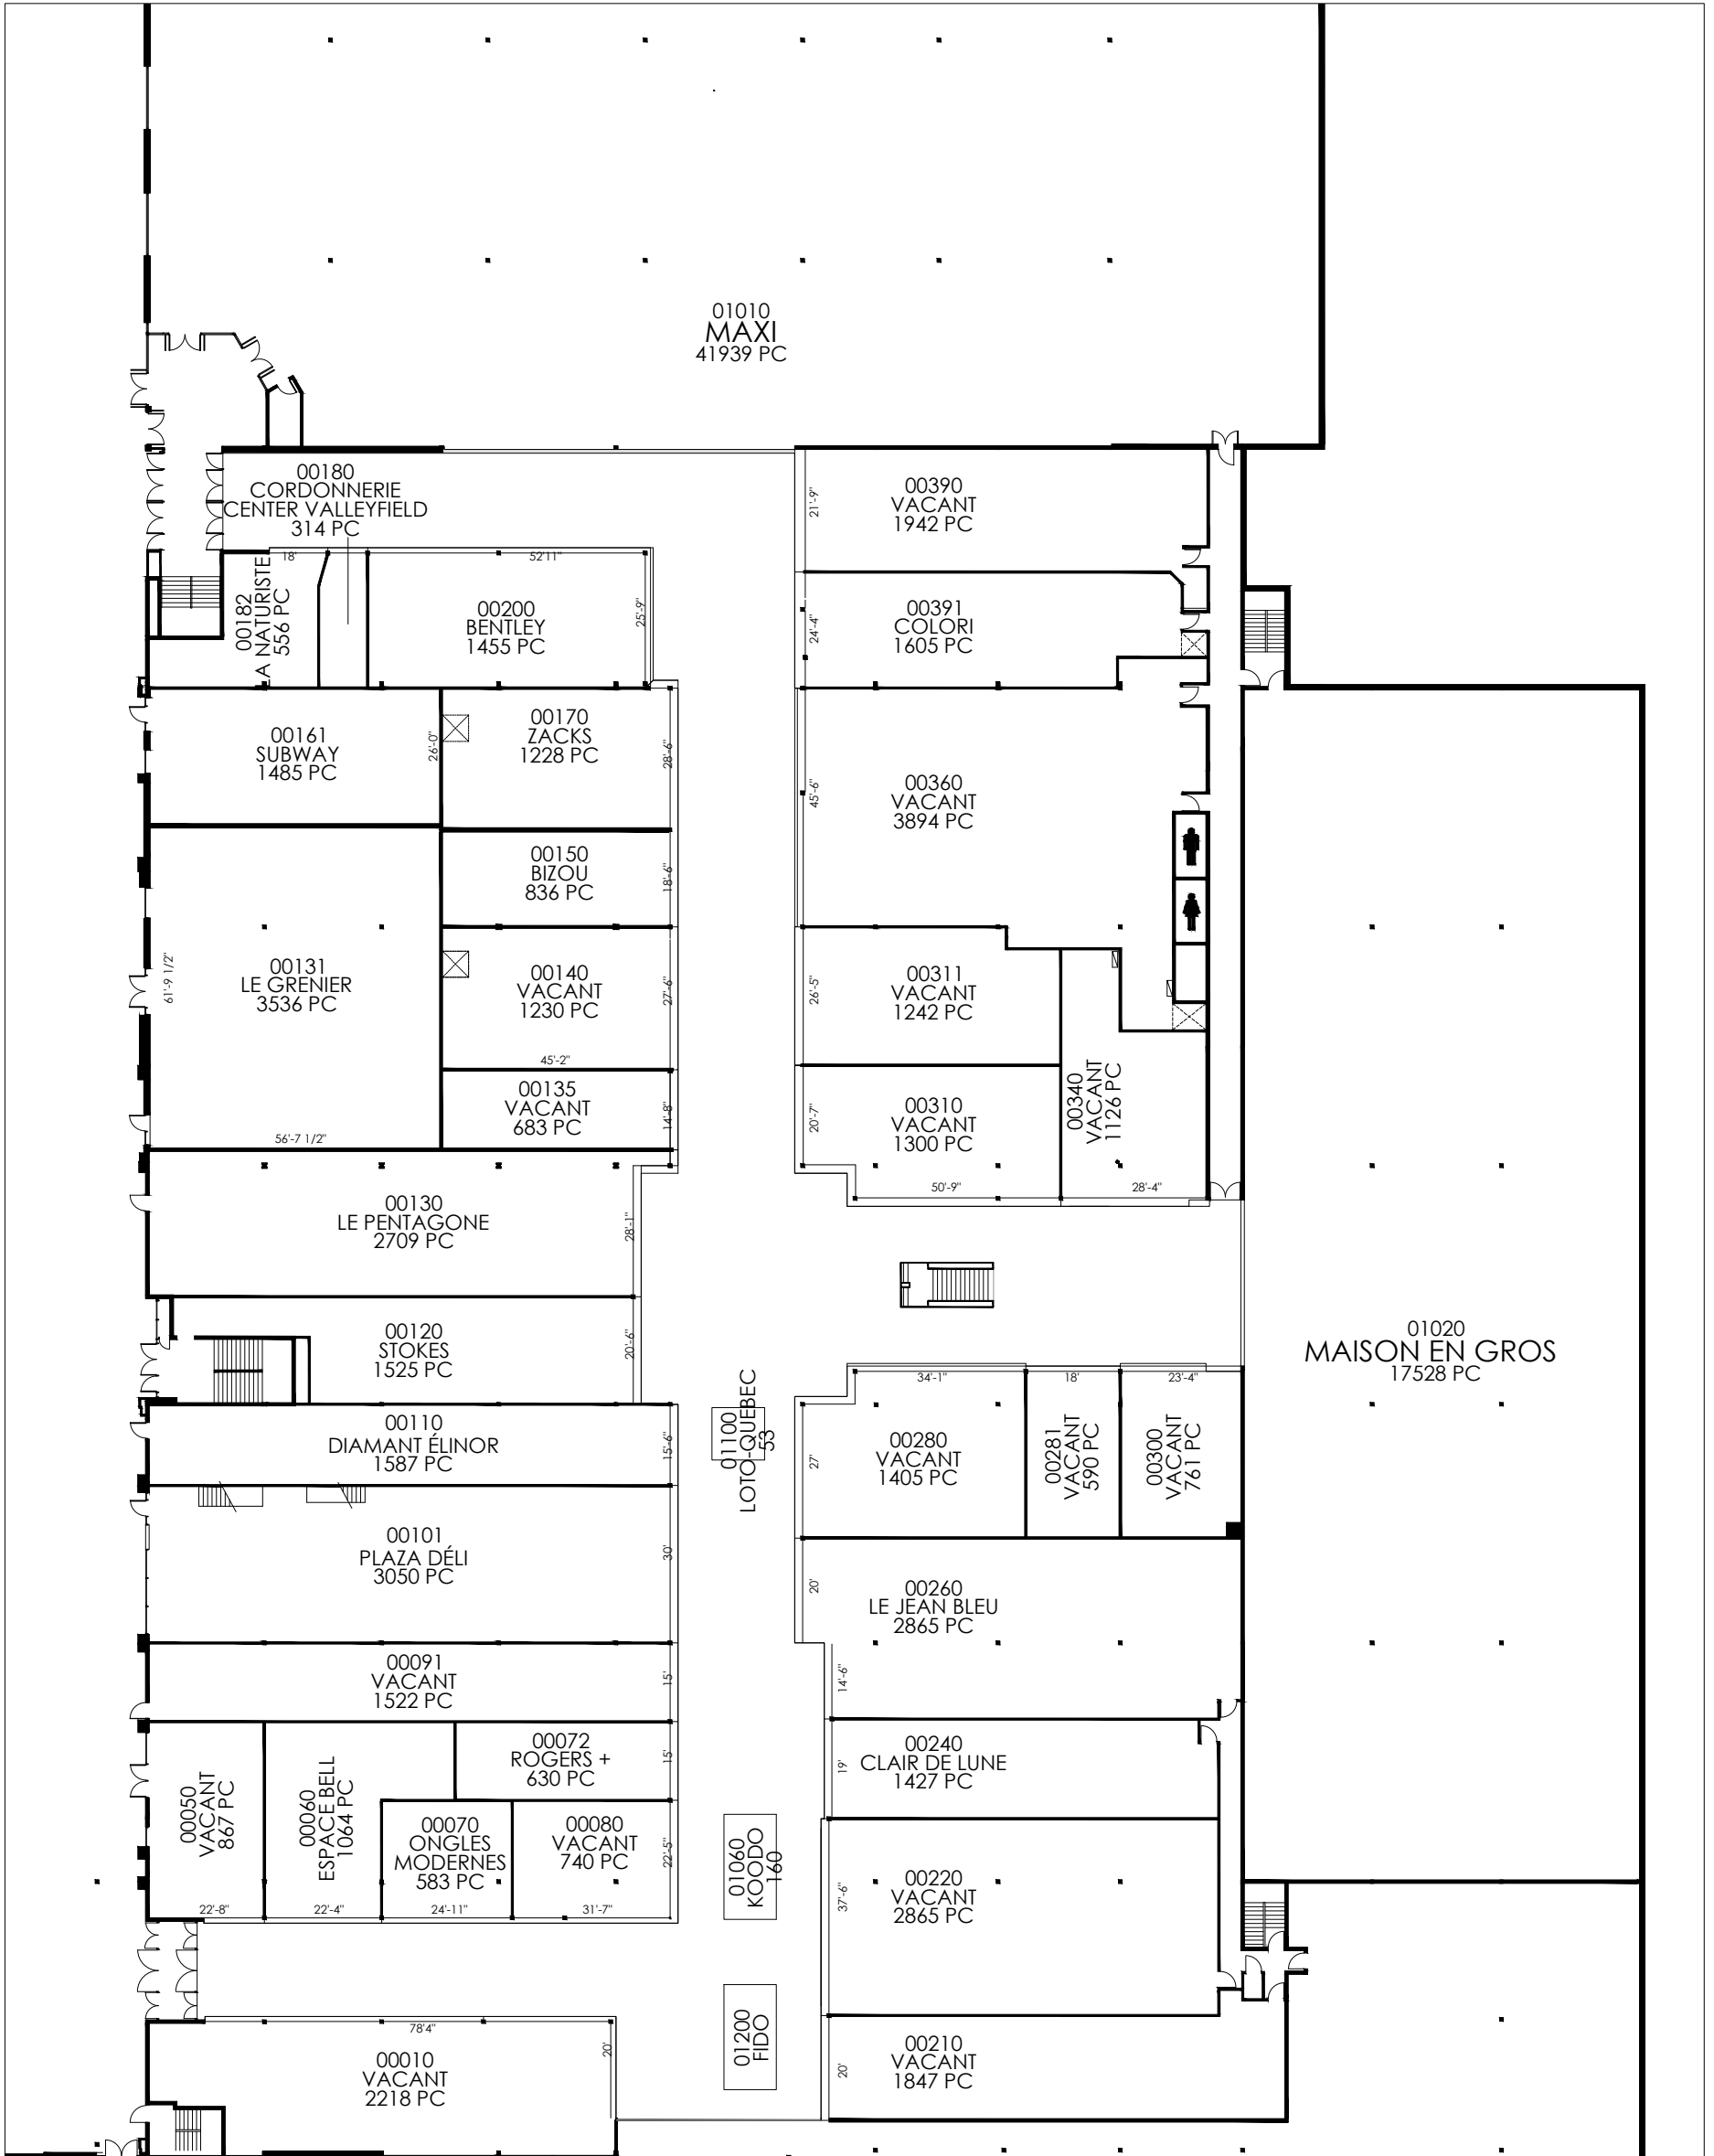 01010
MAXI
41939 PC
00180
CORDONNERIE
CENTER VALLEYFIELD
314 PC
18'
52'11"
25'-9"
00182
A NATURISTE
556 PC
00200
BENTLEY
1455 PC
21'-9"
00390
VACANT
1942 PC
24'-4"
00391
COLORI
1605 PC
00161
SUBWAY
1485 PC
26'-0"
00170
ZACKS
1228 PC
28'-6"
45'-6"
00360
VACANT
3894 PC
00150
BIZOU
836 PC
18'-6"
61'-9 1/2"
00131
LE GRENIER
3536 PC
56'-7 1/2"
00140
VACANT
1230 PC
27'-6"
45'-2"
00135
VACANT
683 PC
14'-8"
26'-5"
00311
VACANT
1242 PC
20'-7"
00310
VACANT
1300 PC
50'-9"
00340
VACANT
1126 PC
28'-4"
00130
LE PENTAGONE
2709 PC
28'-1"
00120
STOKES
1525 PC
20'-6"
01020
MAISON EN GROS
17528 PC
00110
DIAMANT ÉLINOR
1587 PC
15'-6"
01100
LOTO-QUÉBEC
53
34'-1"
27'
00280
VACANT
1405 PC
18'
00281
VACANT
590 PC
23'-4"
00300
VACANT
761 PC
00101
PLAZA DÉLI
3050 PC
30'
20'
00260
LE JEAN BLEU
2865 PC
14'-6"
00091
VACANT
1522 PC
15'
00050
VACANT
867 PC
22'-8"
00060
ESPACE BELL
1064 PC
22'-4"
00072
ROGERS +
630 PC
15'
00070
ONGLES
MODERNES
583 PC
24'-11"
00080
VACANT
740 PC
22'-5"
31'-7"
19'
00240
CLAIR DE LUNE
1427 PC
01060
KOODO
160
37'-6"
00220
VACANT
2865 PC
01200
FIDO
78'4"
20'
00010
VACANT
2218 PC
20'
00210
VACANT
1847 PC